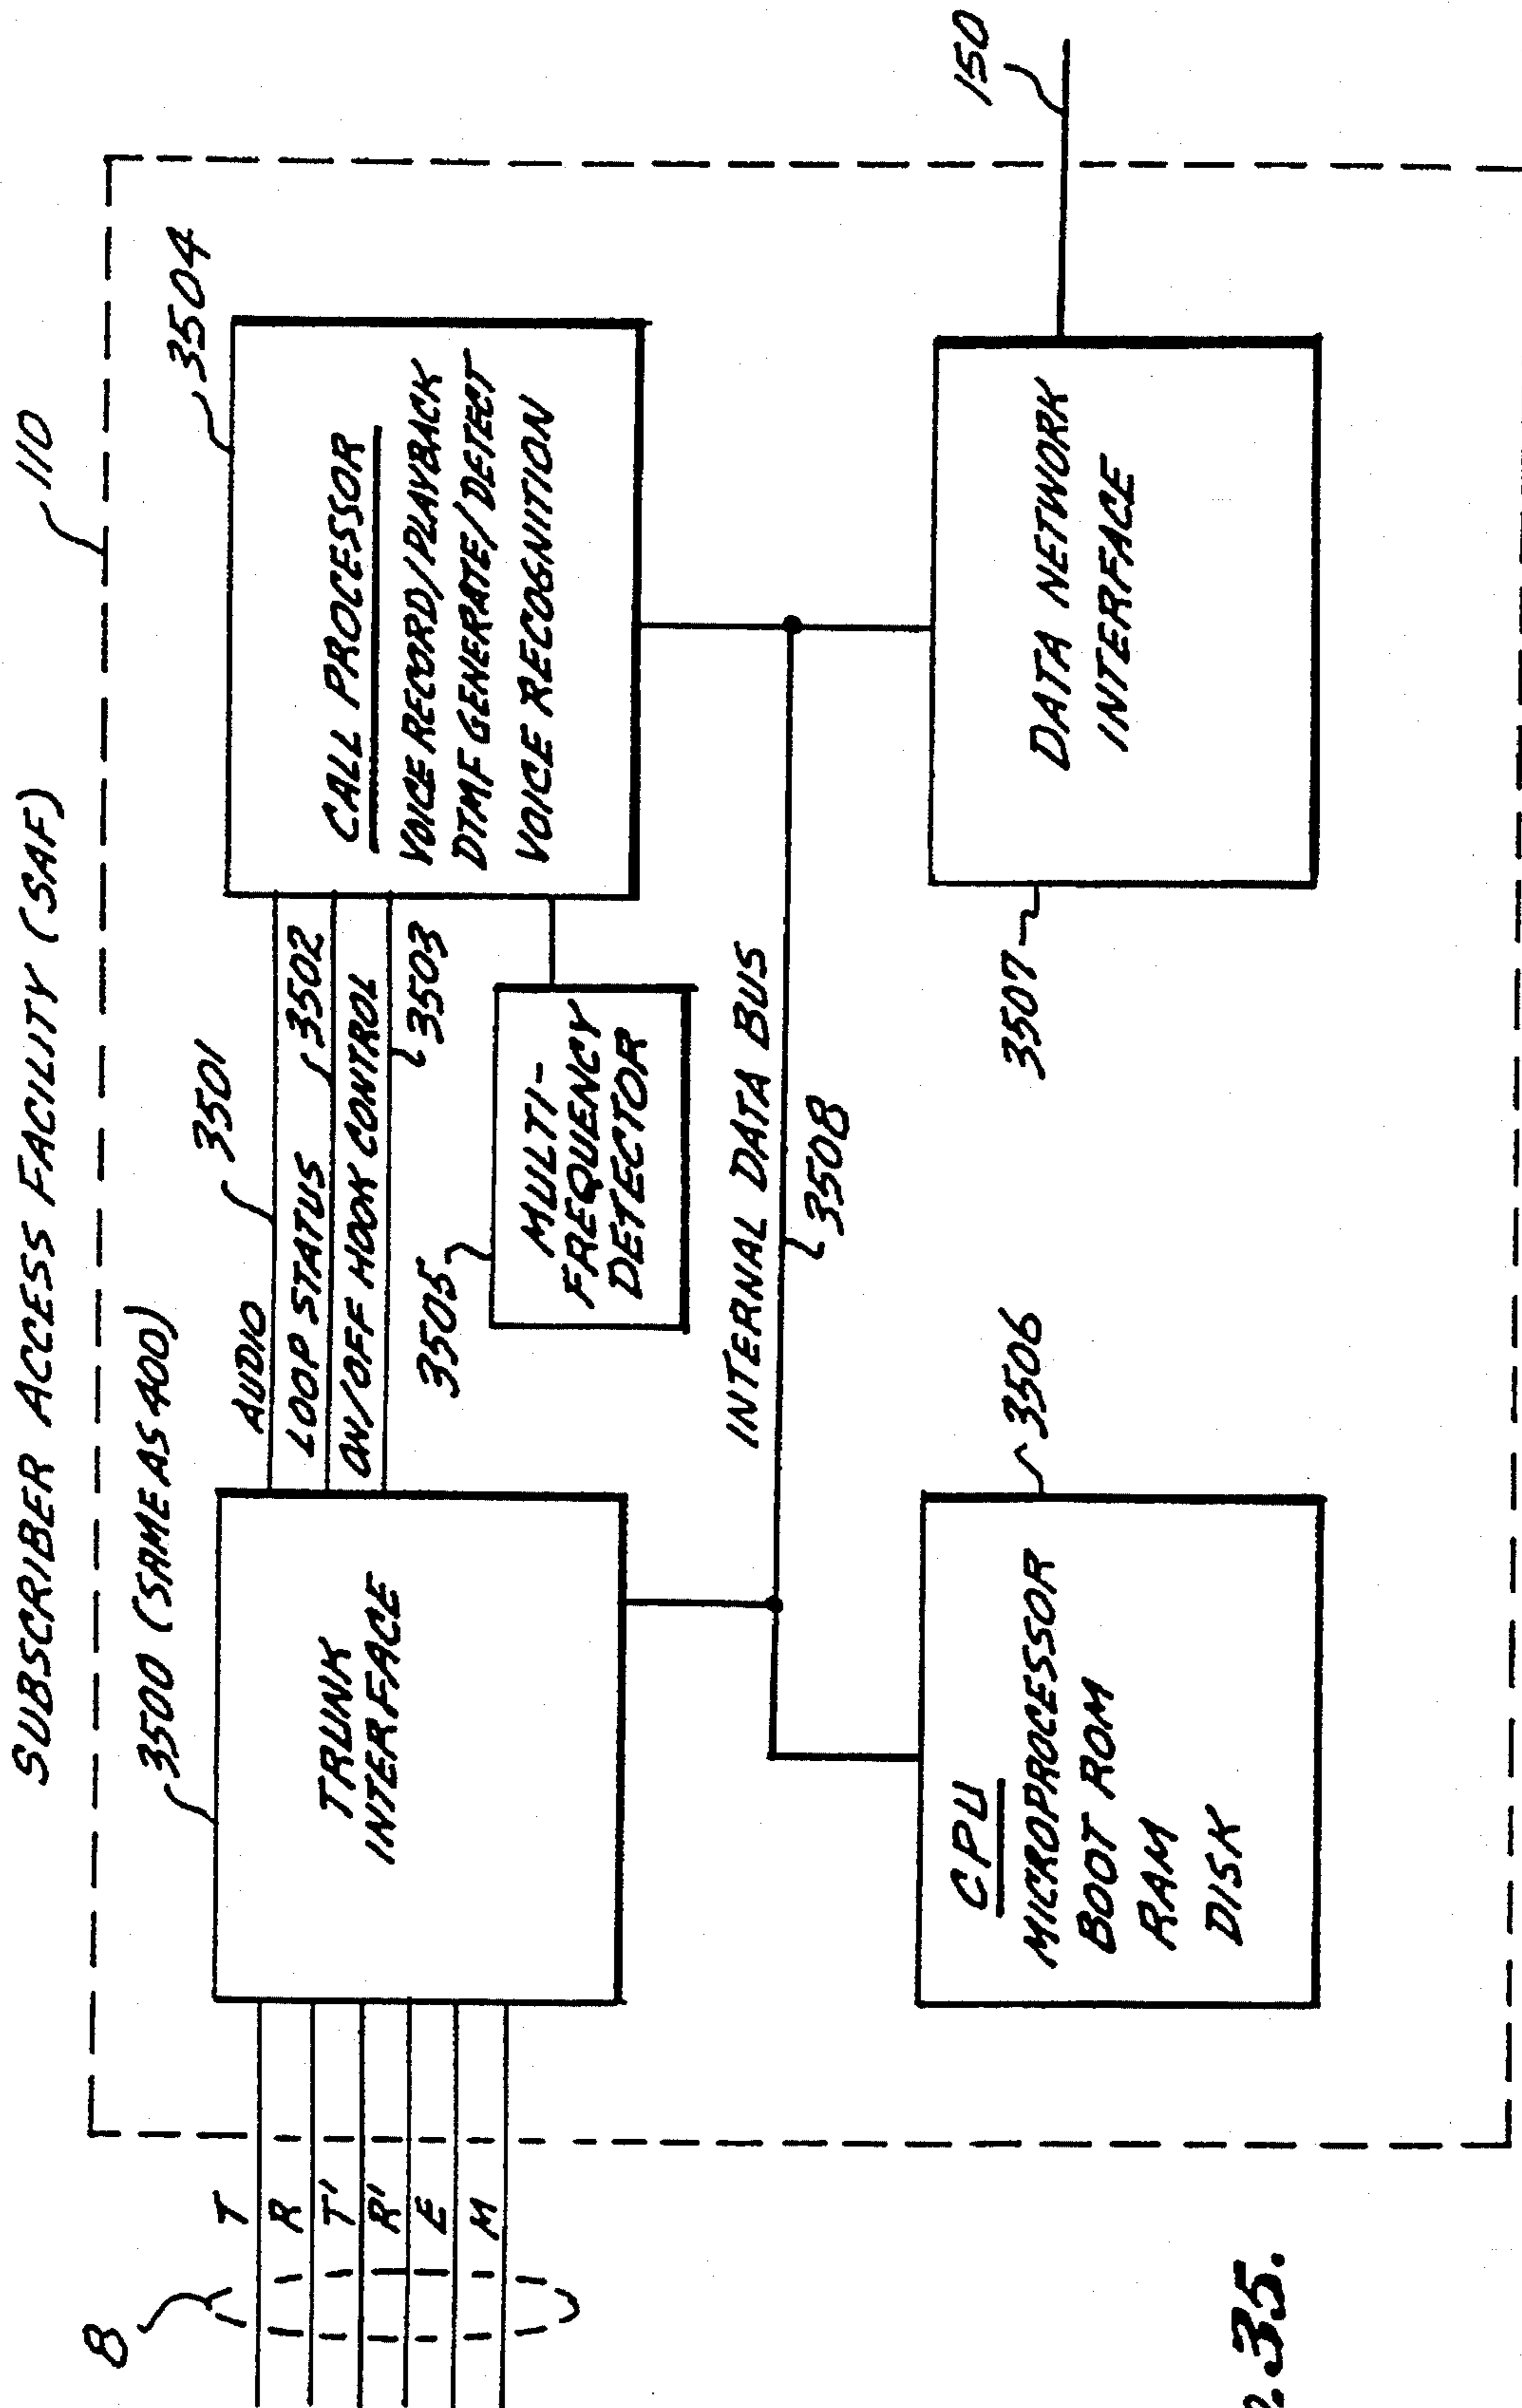 SUBSCRIBER ACCESS FACILITY (SAF)
110
3500 (SAME AS 400)
3501
3504
8
T
R
T'
R'
E
M
TRUNK
INTERFACE
AUDIO
LOOP STATUS
3502
ON/OFF HOOK CONTROL
3503
CALL PROCESSOR
VOICE RECORD/PLAYBACK
DTMF GENERATE/DETECT
VOICE RECOGNITION
3505
MULTI-
FREQUENCY
DETECTOR
INTERNAL DATA BUS
3508
150
CPU
MICROPROCESSOR
BOOT ROM
RAM
DISK
3506
3507
DATA NETWORK
INTERFACE
35.